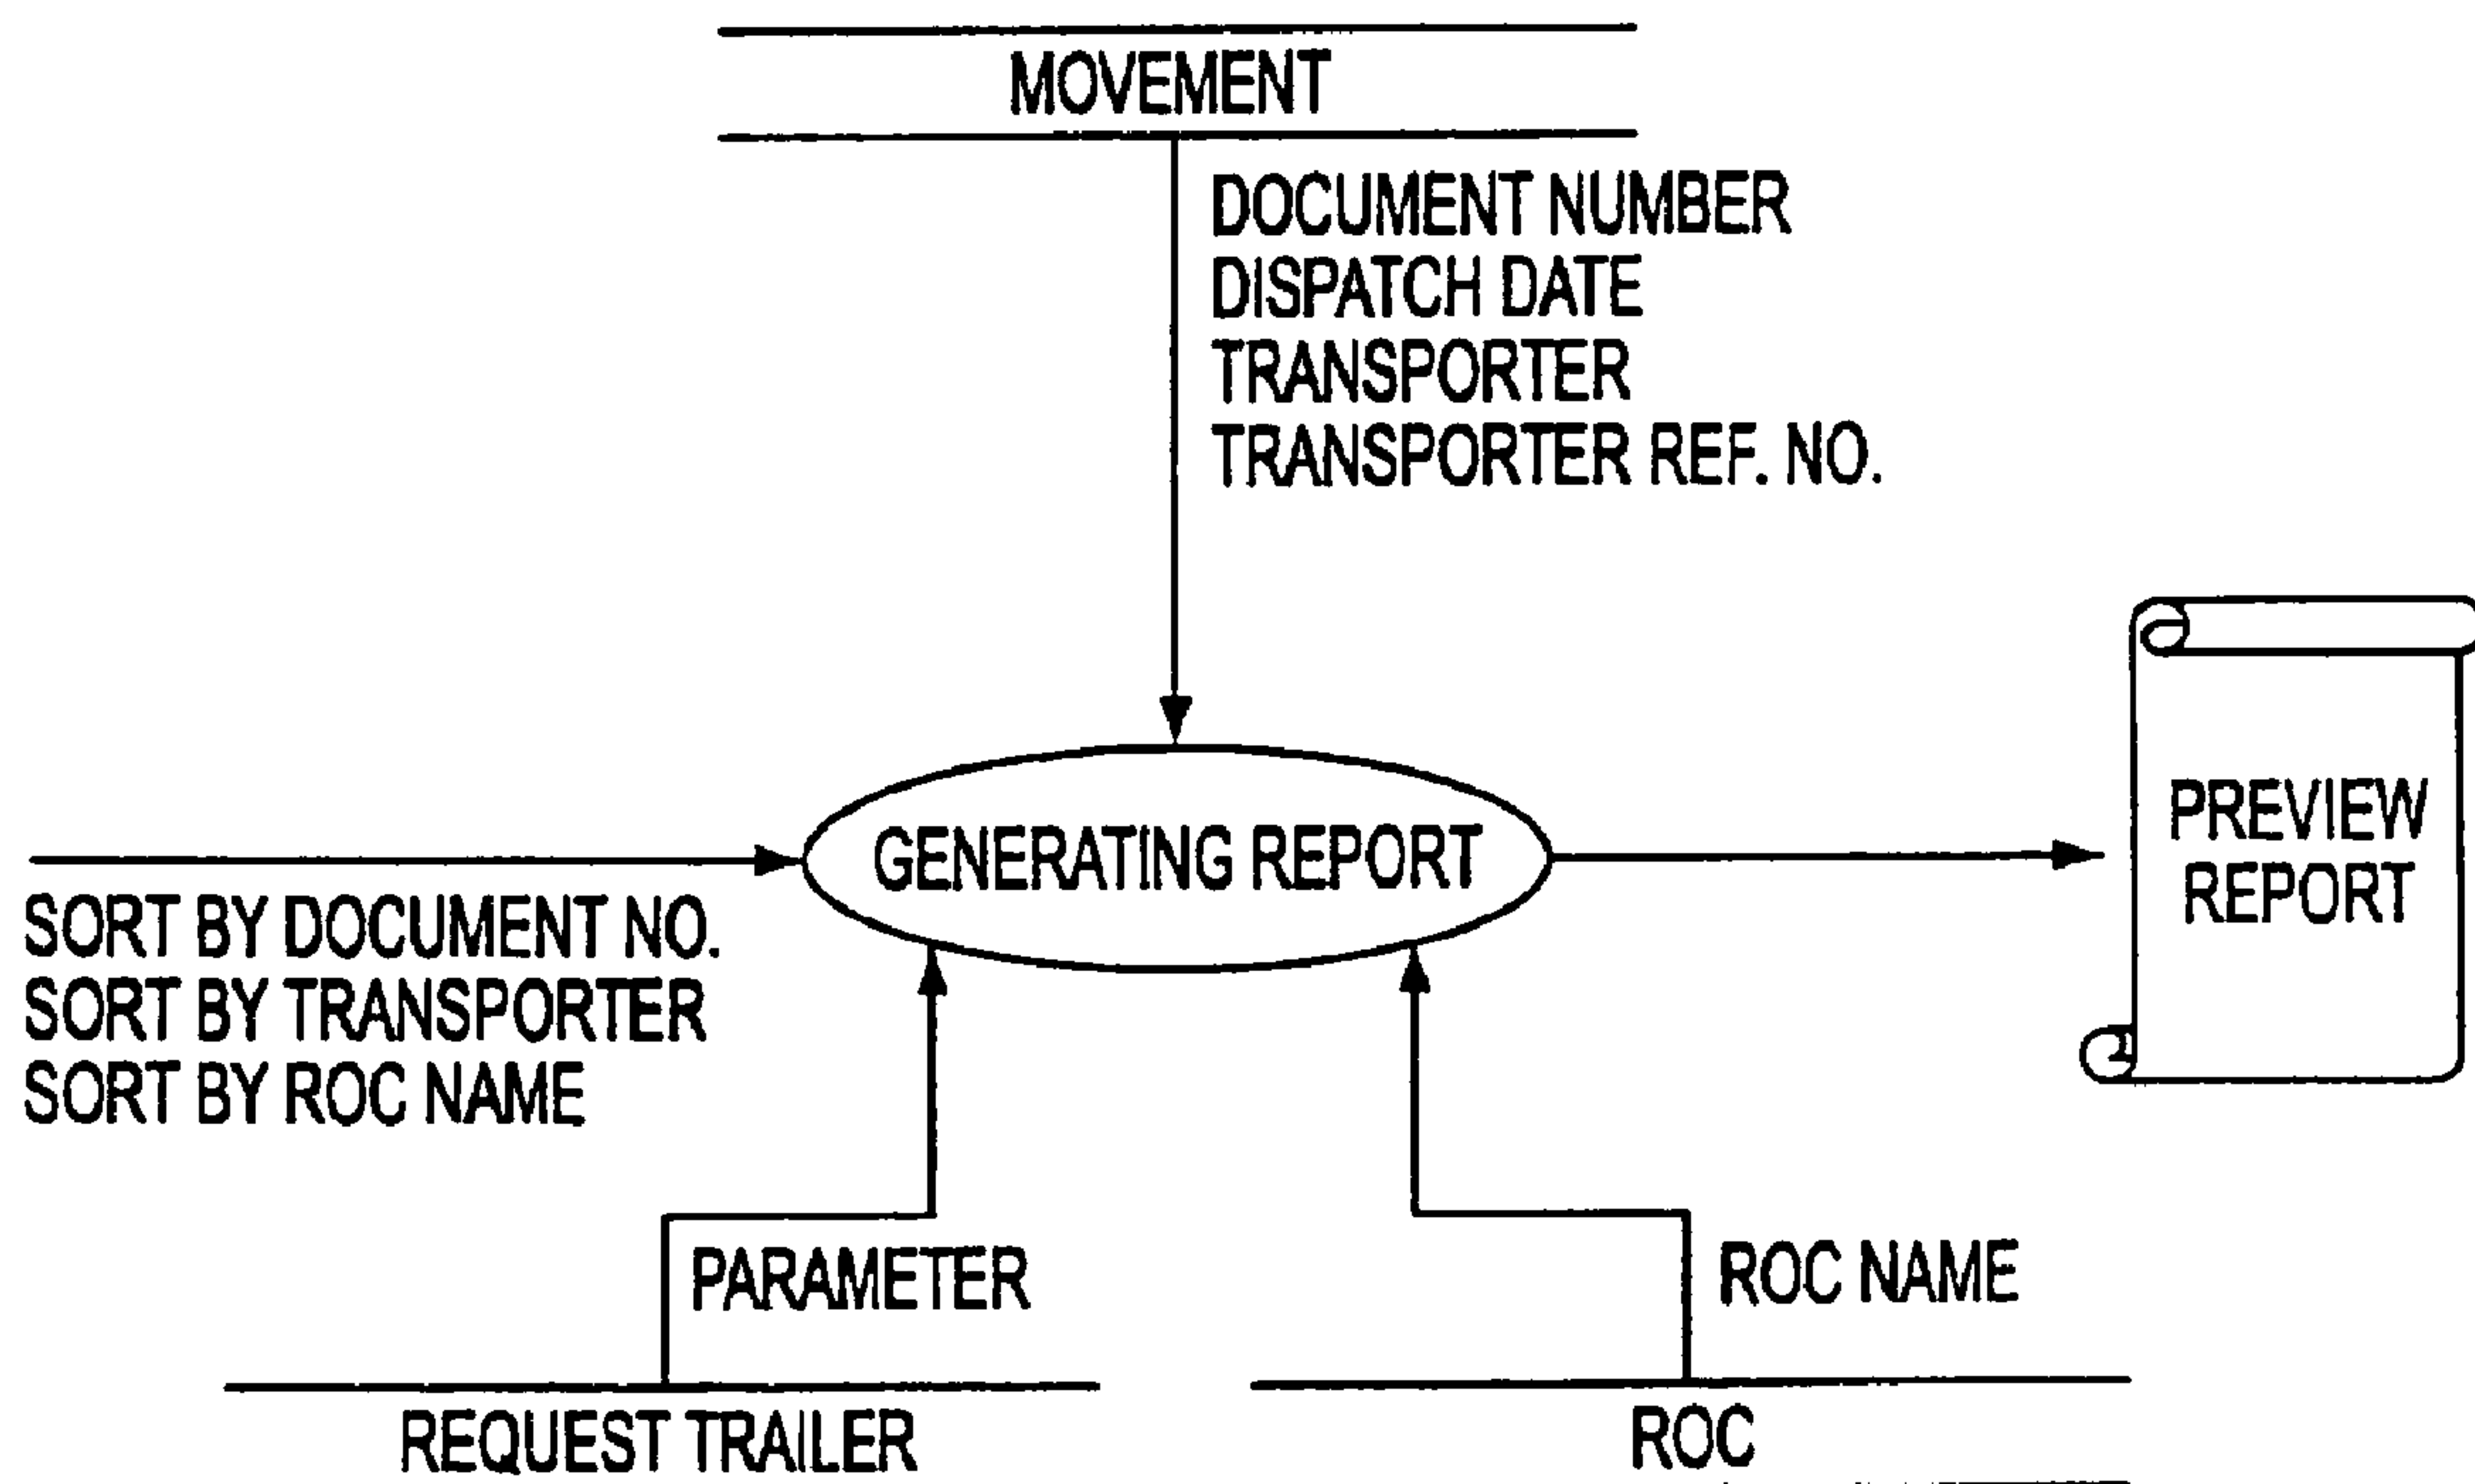 MOVEMENT
DOCUMENT NUMBER
DISPATCH DATE
TRANSPORTER
TRANSPORTER REF. NO.
GENERATING REPORT
PREVIEW
REPORT
SORT BY DOCUMENT NO.
SORT BY TRANSPORTER
SORT BY ROC NAME
PARAMETER
ROC NAME
REQUEST TRAILER
ROC